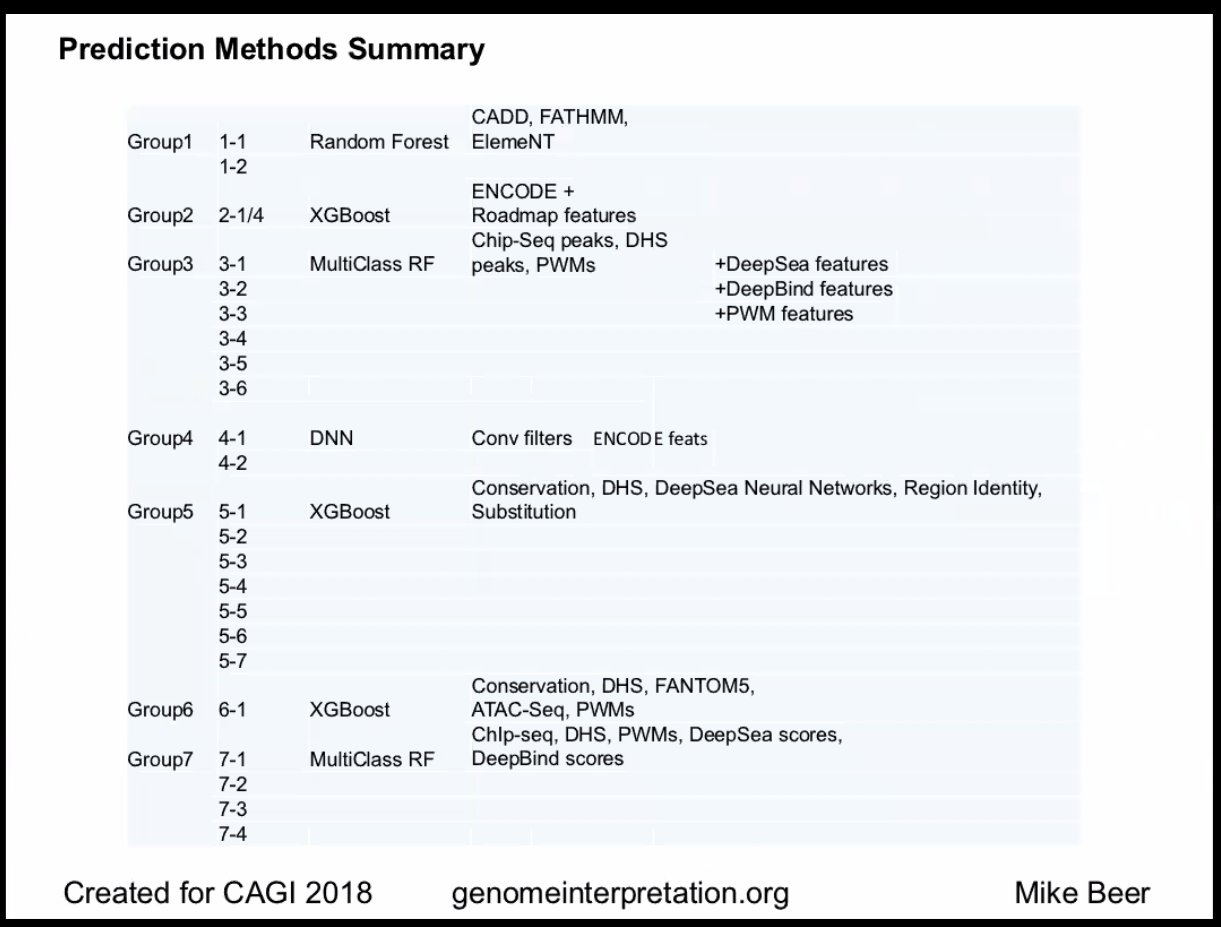 Prediction Methods Summary
CADD, FATHMM,
Group1 1-1 Random Forest ElemeNT
1-2
ENCODE +
Group2 2-1/4 XGBoost Roadmap features
Chip-Seq peaks, DHS
Group3 3-1 MultiClass RF peaks, PWMs +DeepSea features
3-2 +DeepBind features
3-3 +PWM features
3-4
3-5
3-6
Group4 4-1 DNN Conv filters ENCODE feats
4-2
Conservation, DHS, DeepSea Neural Networks, Region Identity,
Group5 5-1 XGBoost Substitution
5-2
5-3
5-4
5-5
5-6
5-7
Conservation, DHS, FANTOM5,
Group6 6-1 XGBoost ATAC-Seq, PWMs
ChIp-seq, DHS, PWMs, DeepSea scores,
Group7 7-1 MultiClass RF DeepBind scores
7-2
7-3
7-4
Created for CAGI 2018 genomeinterpretation.org Mike Beer